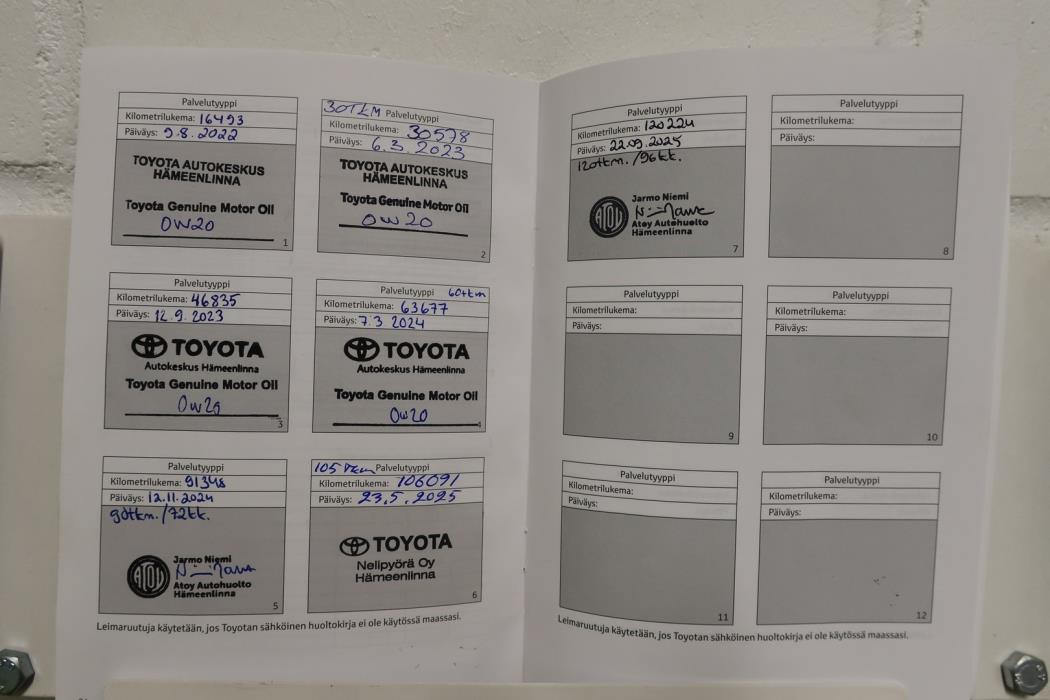 Palvelutyyppi
Kilometrilukema: 16493
Päiväys: 9.8.2022
TOYOTA AUTOKESKUS
HÄMEENLINNA
Toyota Genuine Motor Oil
0W20
1
30TKM Palvelutyyppi
Kilometrilukema: 30578
Päiväys: 6.3.2023
TOYOTA AUTOKESKUS
HÄMEENLINNA
Toyota Genuine Motor Oil
0W20
2
Palvelutyyppi
Kilometrilukema: 46835
Päiväys: 12.9.2023
TOYOTA
Autokeskus Hämeenlinna
Toyota Genuine Motor Oil
0W20
3
Palvelutyyppi 60tkm
Kilometrilukema: 63677
Päiväys: 7.3 2024
TOYOTA
Autokeskus Hämeenlinna
Toyota Genuine Motor Oil
0W20
4
Palvelutyyppi
Kilometrilukema: 91348
Päiväys: 12.11.2024
90tkm./72kk.
ATOY
Jarmo Niemi
Atoy Autohuolto
Hämeenlinna
5
105 Tkm Palvelutyyppi
Kilometrilukema: 106091
Päiväys: 23.5.2025
TOYOTA
Nelipyörä Oy
Hämeenlinna
6
Leimaruutuja käytetään, jos Toyotan sähköinen huoltokirja ei ole käytössä maassasi.
Palvelutyyppi
Kilometrilukema: 120224
Päiväys: 22.09.2025
120tkm./96kk.
ATOY
Jarmo Niemi
Atoy Autohuolto
Hämeenlinna
7
Palvelutyyppi
Kilometrilukema:
Päiväys:
8
Palvelutyyppi
Kilometrilukema:
Päiväys:
9
Palvelutyyppi
Kilometrilukema:
Päiväys:
10
Palvelutyyppi
Kilometrilukema:
Päiväys:
11
Palvelutyyppi
Kilometrilukema:
Päiväys:
12
Leimaruutuja käytetään, jos Toyotan sähköinen huoltokirja ei ole käytössä maassasi.